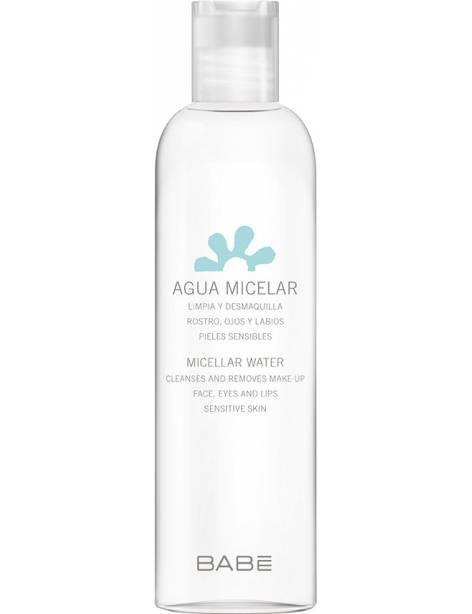 AGUA MICELAR
LIMPIA Y DESMAQUILLA
ROSTRO, OJOS Y LABIOS
PIELES SENSIBLES
MICELLAR WATER
CLEANSES AND REMOVES MAKE UP
FACE, EYES AND LIPS
SENSITIVE SKIN
BABÉ